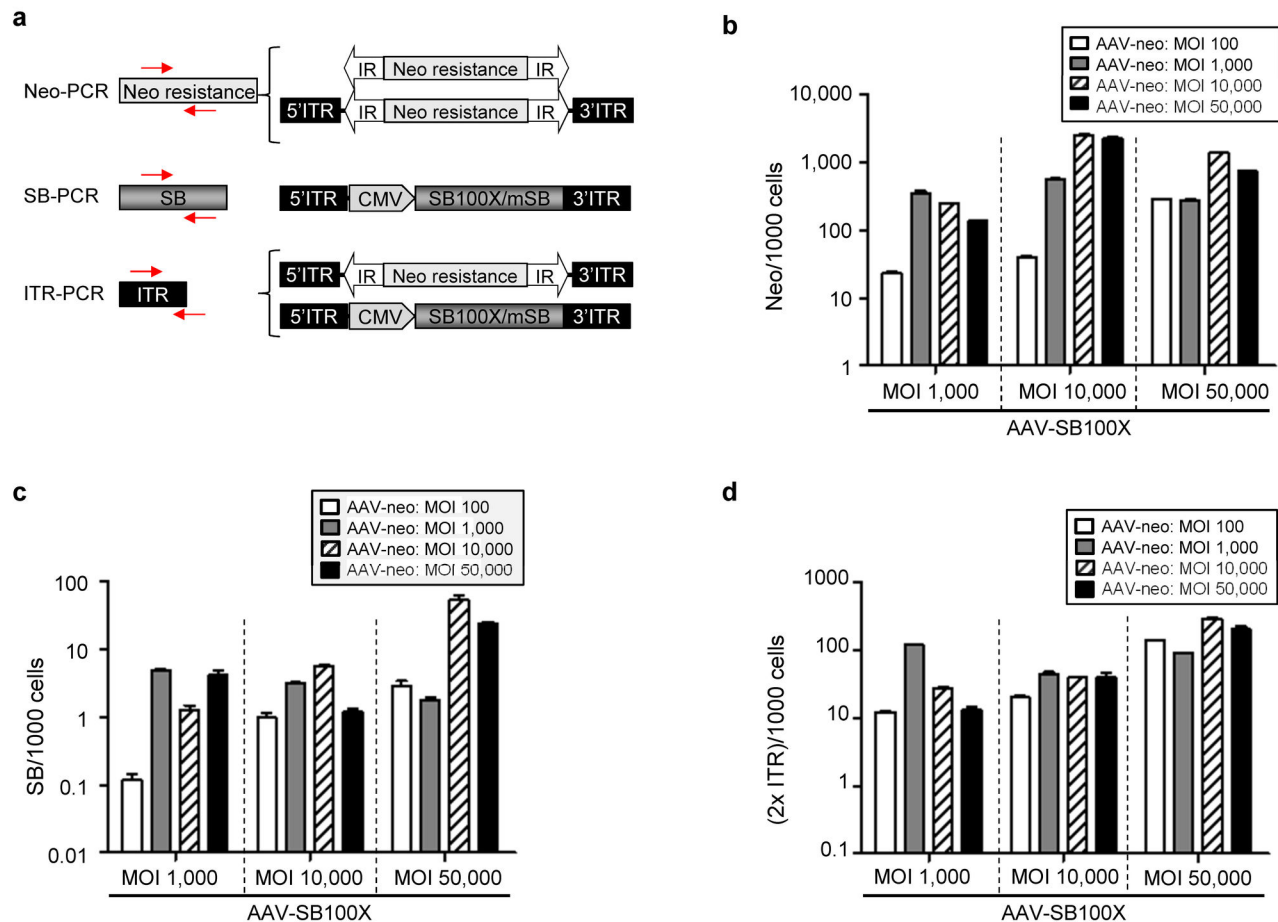 a
Neo-PCR
Neo resistance
IR Neo resistance IR
5'ITR IR Neo resistance IR 3'ITR
SB-PCR
SB
5'ITR CMV SB100X/mSB 3'ITR
ITR-PCR
ITR
5'ITR IR Neo resistance IR 3'ITR
5'ITR CMV SB100X/mSB 3'ITR
b
AAV-neo: MOI 100
AAV-neo: MOI 1,000
AAV-neo: MOI 10,000
AAV-neo: MOI 50,000
Neo/1000 cells
10,000
1,000
100
10
1
MOI 1,000 MOI 10,000 MOI 50,000
AAV-SB100X
c
AAV-neo: MOI 100
AAV-neo: MOI 1,000
AAV-neo: MOI 10,000
AAV-neo: MOI 50,000
SB/1000 cells
100
10
1
0.1
0.01
MOI 1,000 MOI 10,000 MOI 50,000
AAV-SB100X
d
AAV-neo: MOI 100
AAV-neo: MOI 1,000
AAV-neo: MOI 10,000
AAV-neo: MOI 50,000
(2x ITR)/1000 cells
1000
100
10
1
0.1
MOI 1,000 MOI 10,000 MOI 50,000
AAV-SB100X